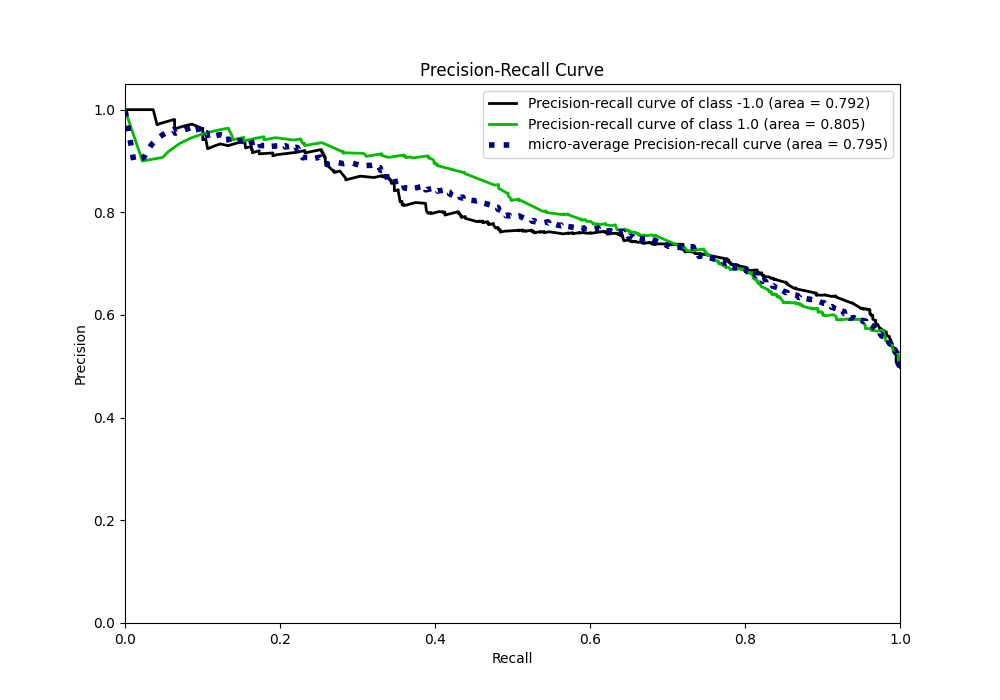 Precision-Recall Curve
Precision-recall curve of class -1.0 (area = 0.792)
Precision-recall curve of class 1.0 (area = 0.805)
micro-average Precision-recall curve (area = 0.795)
1.0
0.8
0.6
0.4
0.2
0.0
Precision
0.0 0.2 0.4 0.6 0.8 1.0
Recall